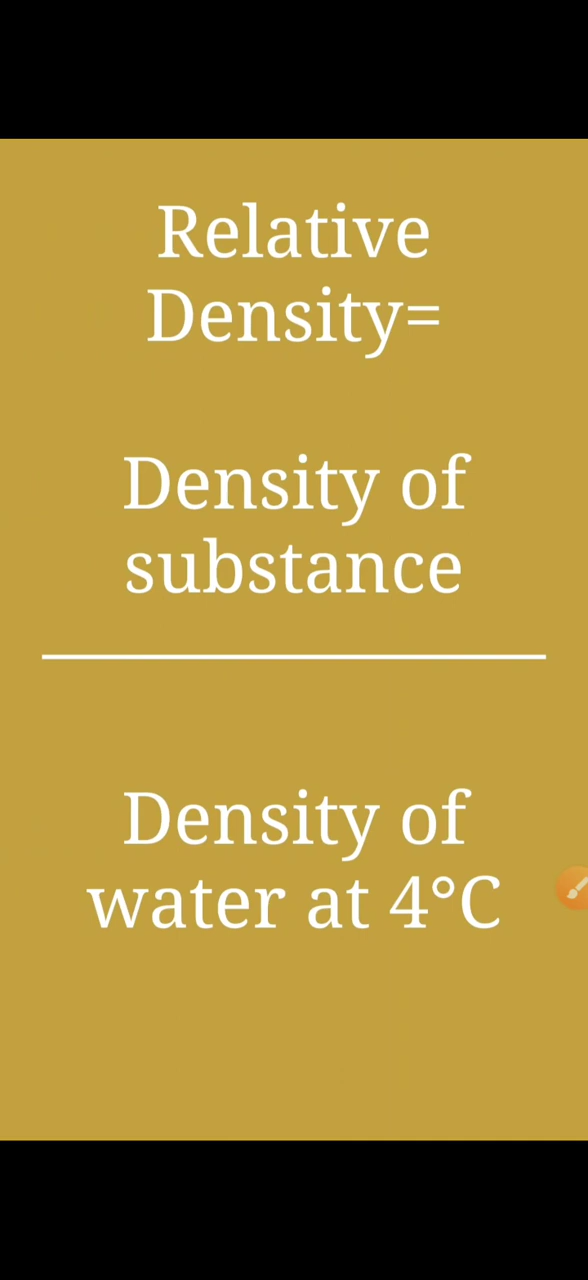 Relative
Density=
Density of
substance
Density of
water at 4°C